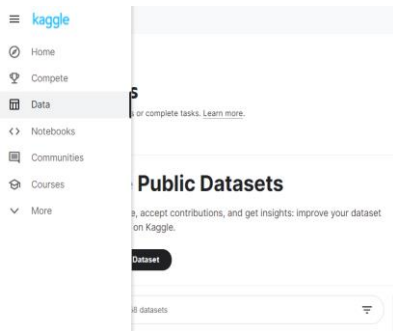 kaggle
Home
Compete
Data
Notebooks
Communities
Courses
More
s
or complete tasks. Learn more.
Public Datasets
e, accept contributions, and get insights: improve your dataset
on Kaggle.
Dataset
datasets